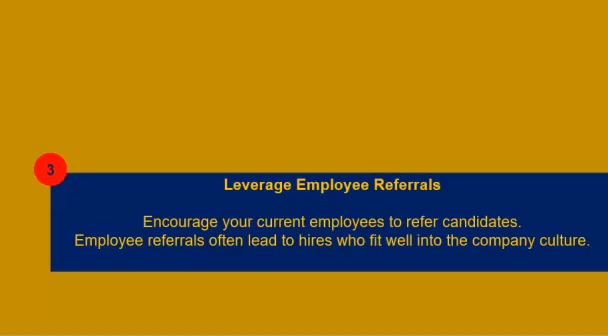 3
Leverage Employee Referrals
Encourage your current employees to refer candidates.
Employee referrals often lead to hires who fit well into the company culture.